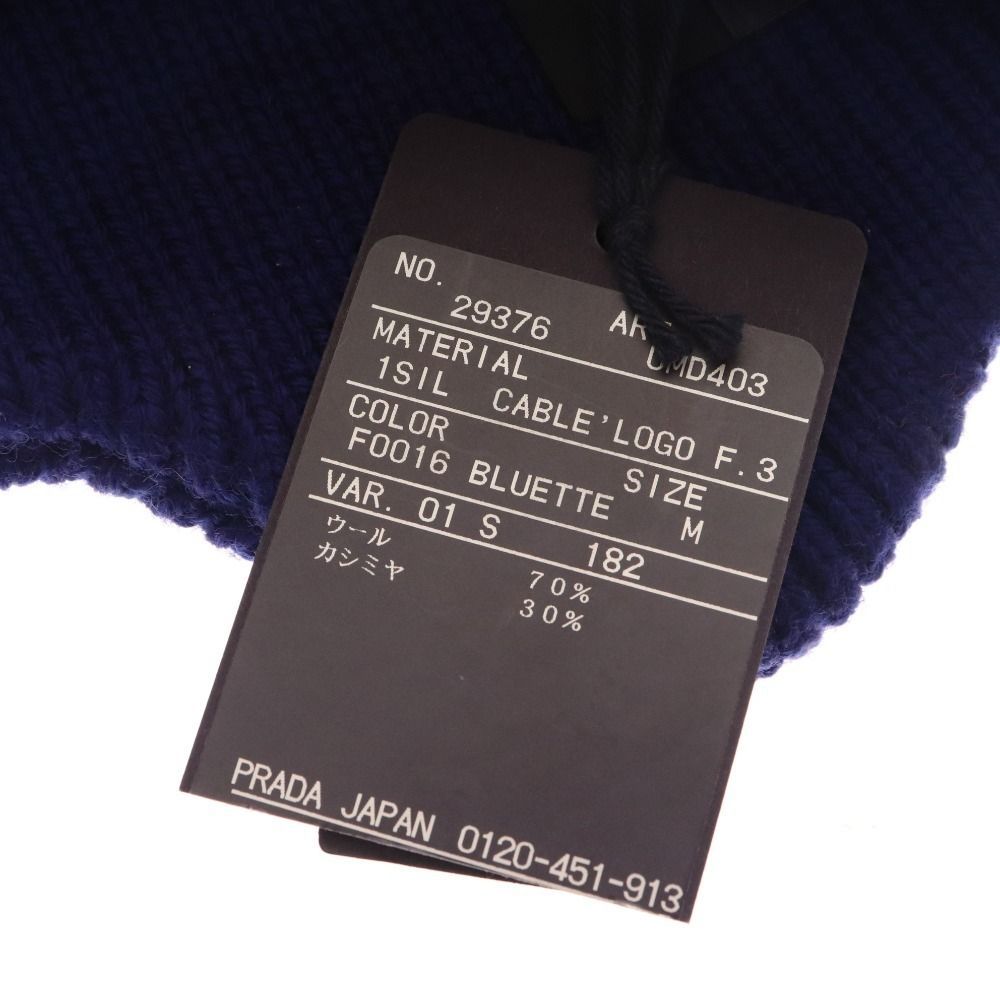 NO.
29376
MATERIAL UMD403
1SIL CABLE'LOGO F.3
COLOR SIZE
F0016 BLUETTE M
VAR. 01 S 182
ウール 70%
カシミヤ 30%
PRADA JAPAN 0120-451-913